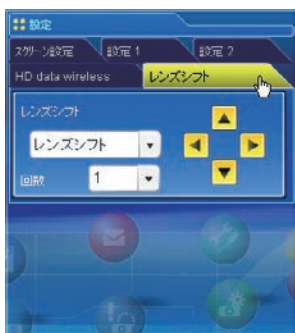 設定
スクリーン設定 設定 1 設定 2
HD data wireless レンズシフト
レンズシフト
レンズシフト
回数 1